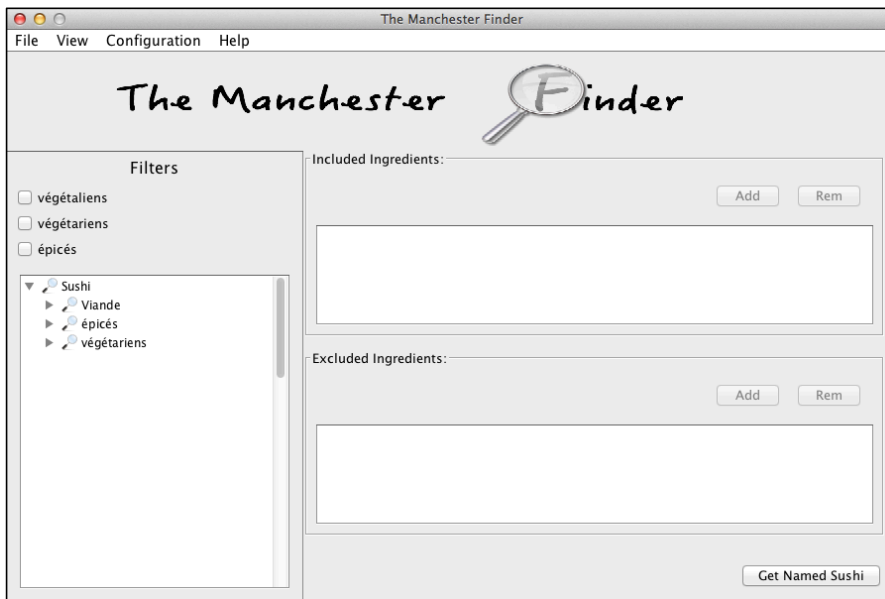 The Manchester Finder
File View Configuration Help
The Manchester Finder
Filters
végétaliens
végétariens
épicés
Sushi
Viande
épicés
végétariens
Included Ingredients:
Add Rem
Excluded Ingredients:
Add Rem
Get Named Sushi